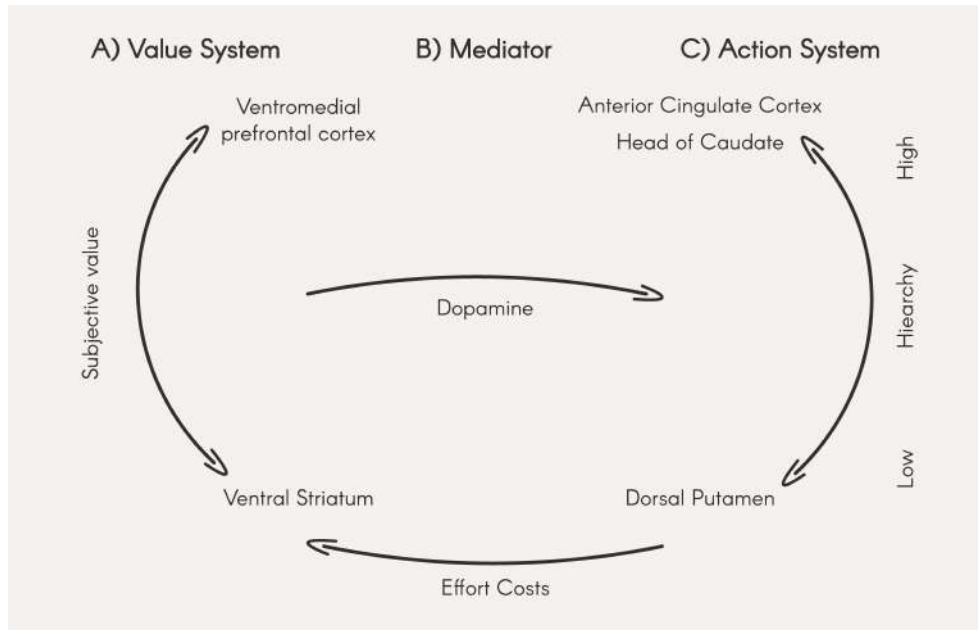 A) Value System
B) Mediator
C) Action System
Ventromedial
prefrontal cortex
Anterior Cingulate Cortex
Head of Caudate
High
Subjective value
Dopamine
Hiearchy
Low
Ventral Striatum
Dorsal Putamen
Effort Costs